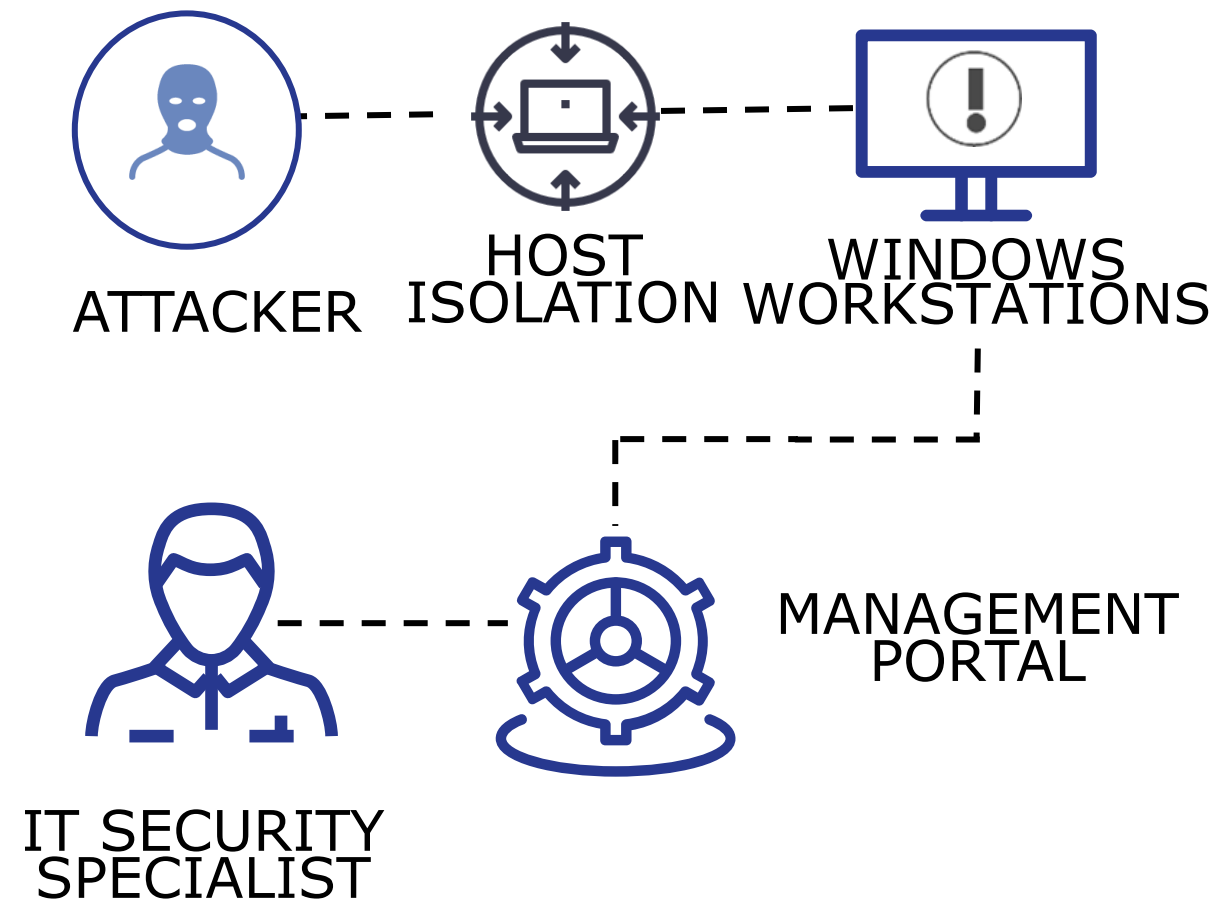 ATTACKER
HOST
ISOLATION
WINDOWS
WORKSTATIONS
MANAGEMENT
PORTAL
IT SECURITY
SPECIALIST